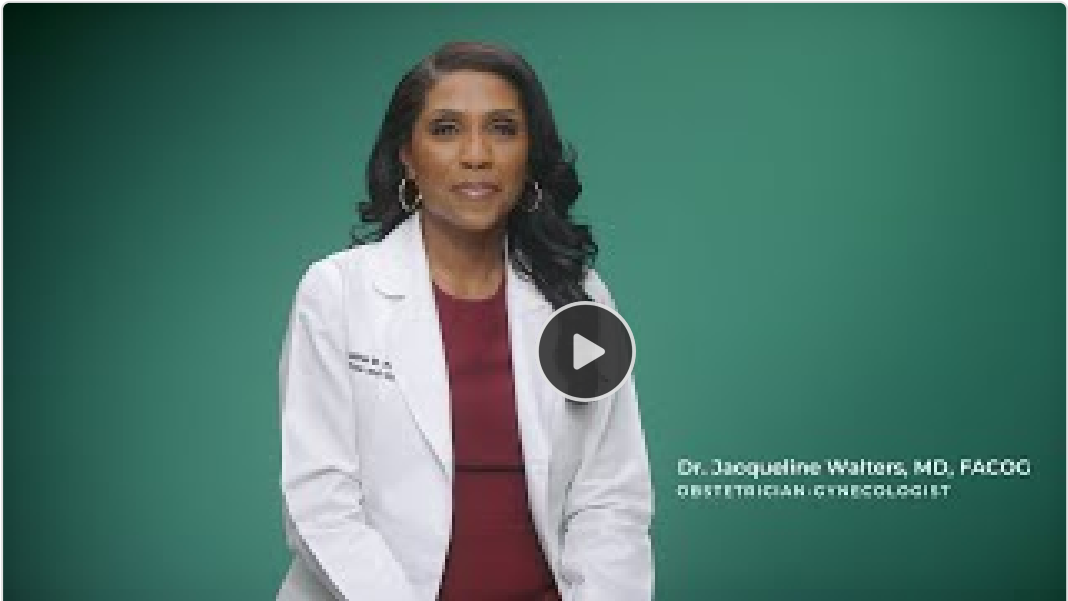 Dr. Jacqueline Walters, MD, FACOG
OBSTETRICIAN-GYNECOLOGIST